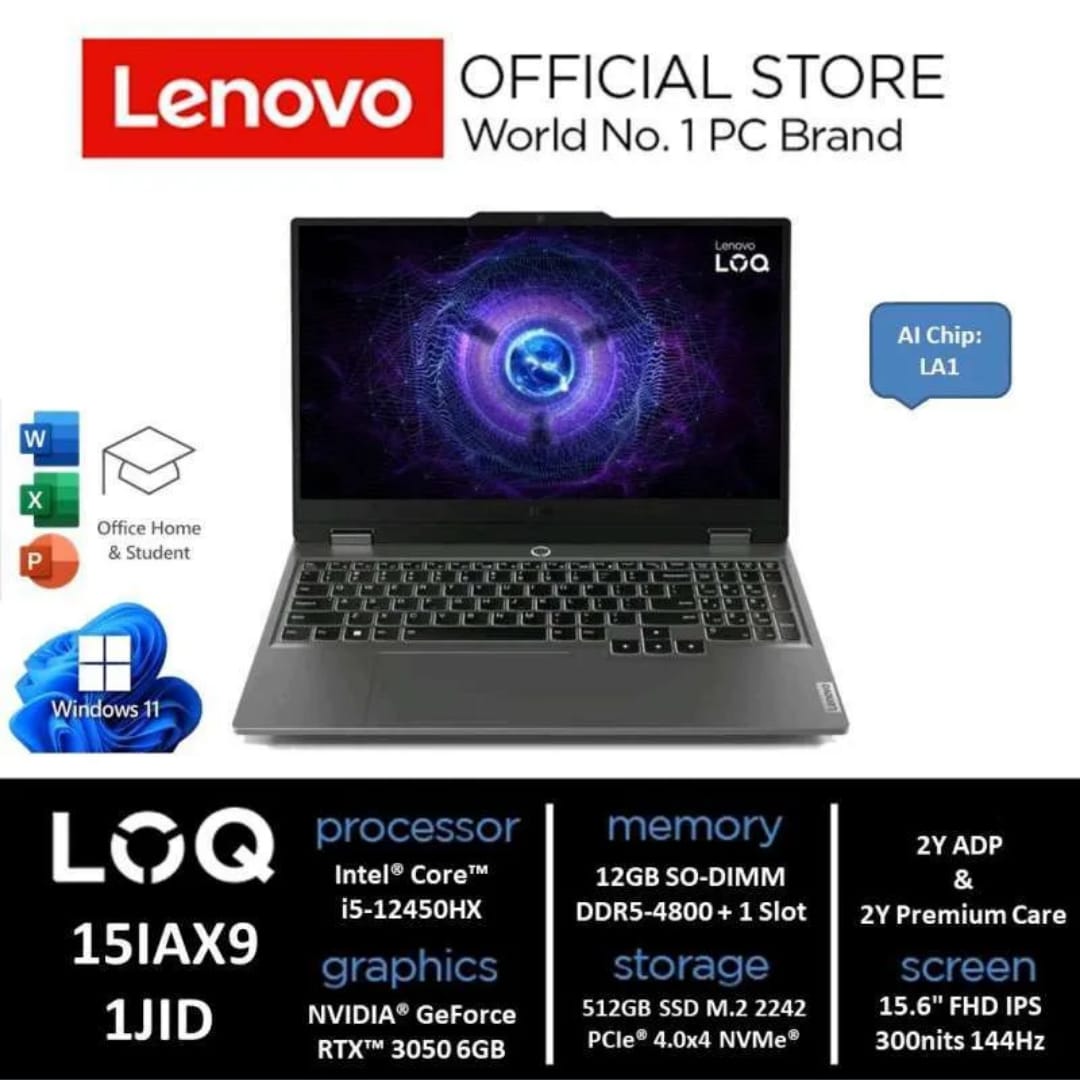 Lenovo
OFFICIAL STORE
World No. 1 PC Brand
Lenovo
LOQ
AI Chip:
LA1
W
X
P
Office Home
& Student
Windows 11
Lenovo
LOQ
15IAX9
1JID
processor
Intel® Core™
i5-12450HX
graphics
NVIDIA® GeForce
RTX™ 3050 6GB
memory
12GB SO-DIMM
DDR5-4800 + 1 Slot
storage
512GB SSD M.2 2242
PCIe® 4.0x4 NVMe®
2Y ADP
&
2Y Premium Care
screen
15.6" FHD IPS
300nits 144Hz